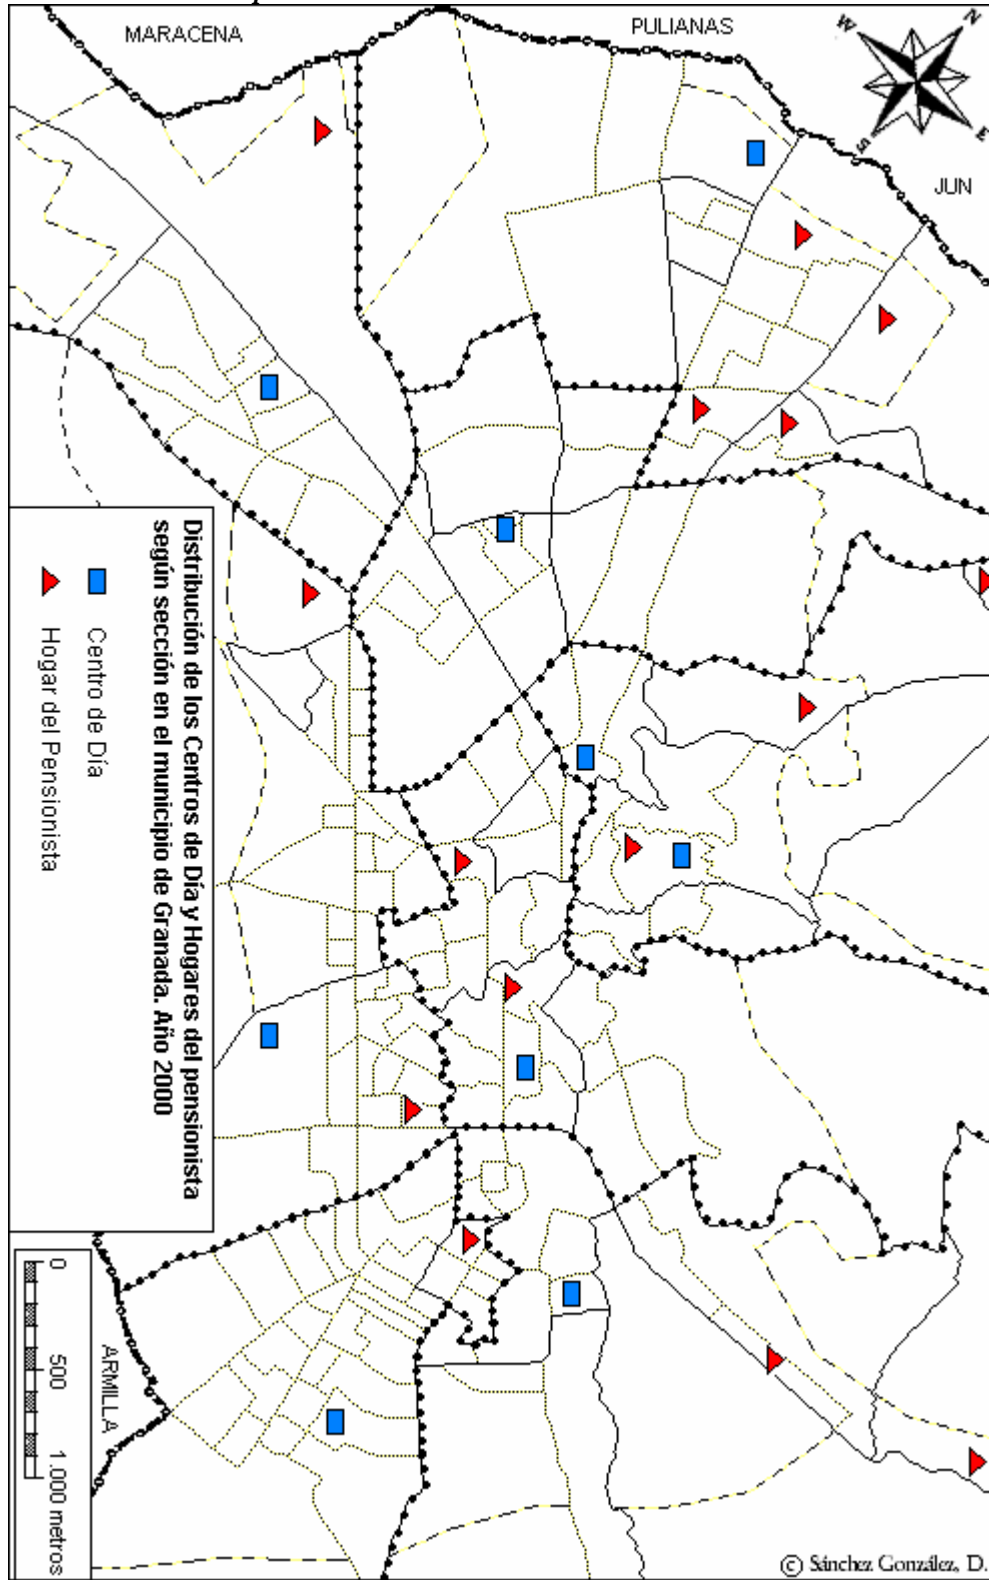 MARACENA
PULIANAS
JUN
W
N
S
E
Distribución de los Centros de Día y Hogares del pensionista
según sección en el municipio de Granada. Año 2000
Centro de Día
Hogar del Pensionista
ARMILLA
0 500 1.000 metros
© Sánchez González, D.